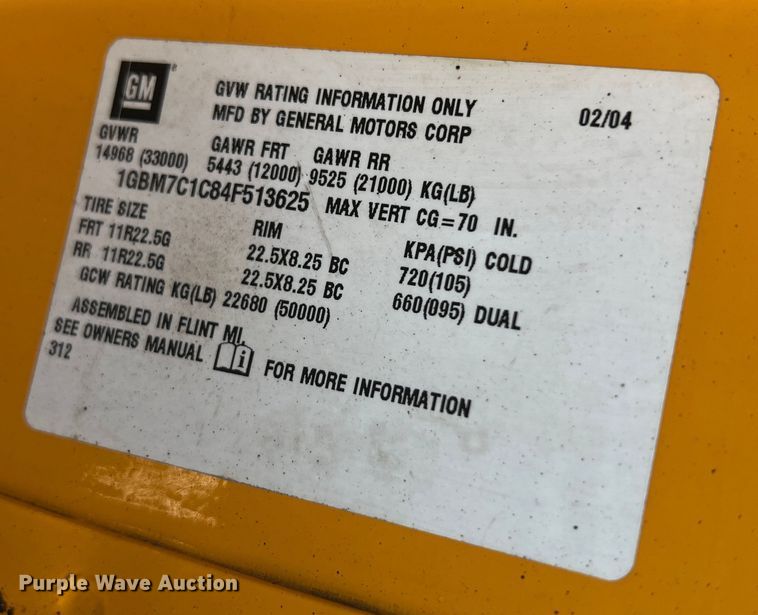 GM®
GVW RATING INFORMATION ONLY 02/04
MFD BY GENERAL MOTORS CORP
GVWR GAWR FRT GAWR RR
14968 (33000) 5443 (12000) 9525 (21000) KG(LB)
1GBM7C1C84F513625 MAX VERT CG=70 IN.
TIRE SIZE RIM KPA(PSI) COLD
FRT 11R22.5G 22.5X8.25 BC 720(105)
RR 11R22.5G 22.5X8.25 BC 660(095) DUAL
GCW RATING KG(LB) 22680 (50000)
ASSEMBLED IN FLINT MI.
SEE OWNERS MANUAL i FOR MORE INFORMATION
312
Purple Wave Auction